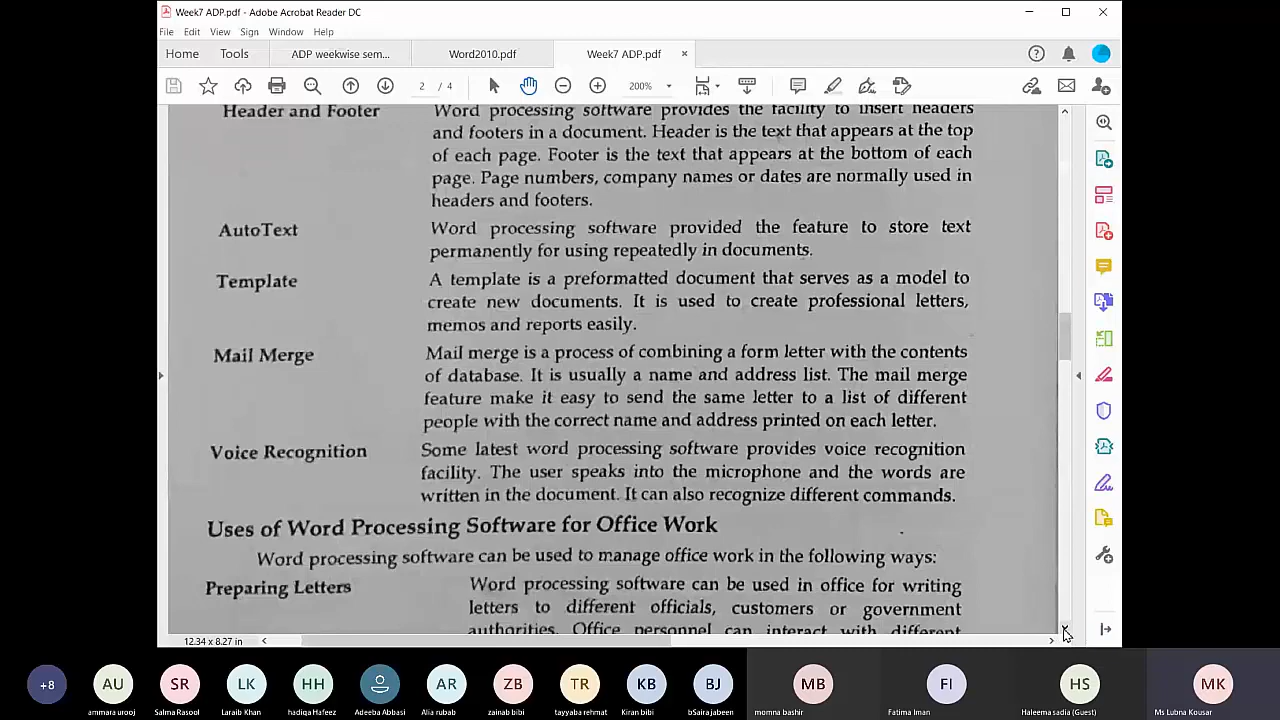 Week7 ADP.pdf - Adobe Acrobat Reader DC
File Edit View Sign Window Help
Home Tools ADP weekwise sem... Word2010.pdf Week7 ADP.pdf ×
2 / 4 200%
Header and Footer Word processing software provides the facility to insert headers
and footers in a document. Header is the text that appears at the top
of each page. Footer is the text that appears at the bottom of each
page. Page numbers, company names or dates are normally used in
headers and footers.
AutoText Word processing software provided the feature to store text
permanently for using repeatedly in documents.
Template A template is a preformatted document that serves as a model to
create new documents. It is used to create professional letters,
memos and reports easily.
Mail Merge Mail merge is a process of combining a form letter with the contents
of database. It is usually a name and address list. The mail merge
feature make it easy to send the same letter to a list of different
people with the correct name and address printed on each letter.
Voice Recognition Some latest word processing software provides voice recognition
facility. The user speaks into the microphone and the words are
written in the document. It can also recognize different commands.
Uses of Word Processing Software for Office Work
Word processing software can be used to manage office work in the following ways:
Preparing Letters Word processing software can be used in office for writing
letters to different officials, customers or government
authorities. Office personnel can interact with different
12.34 x 8.27 in
+8 AU SR LK HH AR ZB TR KB BJ MB FI HS MK
ammara urooj Salma Rasool Laraib Khan hadiqa Hafeez Adeeba Abbasi Alia rubab zainab bibi tayyaba rehmat Kiran bibi bSaira jabeen momna bashir Fatima Iman Haleema sadia (Guest) Ms Lubna Kousar